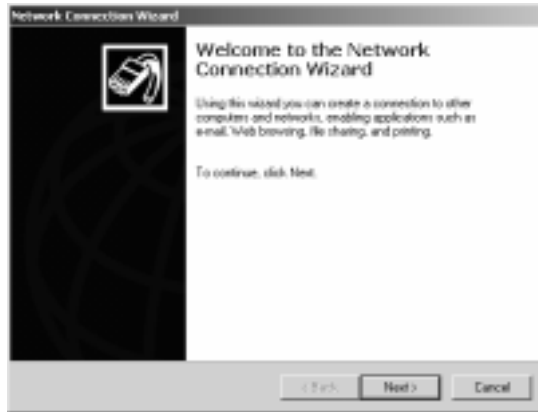 Network Connection Wizard
Welcome to the Network
Connection Wizard
Using this wizard you can create a connection to other
computers and networks, enabling applications such as
e-mail, Web browsing, file sharing, and printing.
To continue, click Next.
< Back
Next >
Cancel